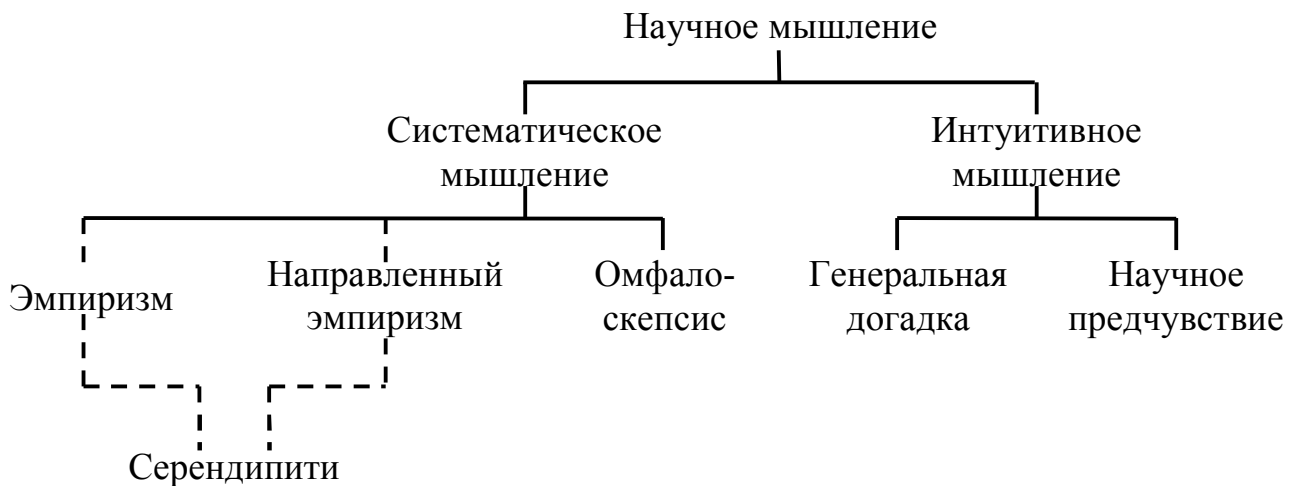 Научное мышление
Систематическое
мышление
Интуитивное
мышление
Эмпиризм
Направленный
эмпиризм
Омфало-
скепсис
Генеральная
догадка
Научное
предчувствие
Серендипити